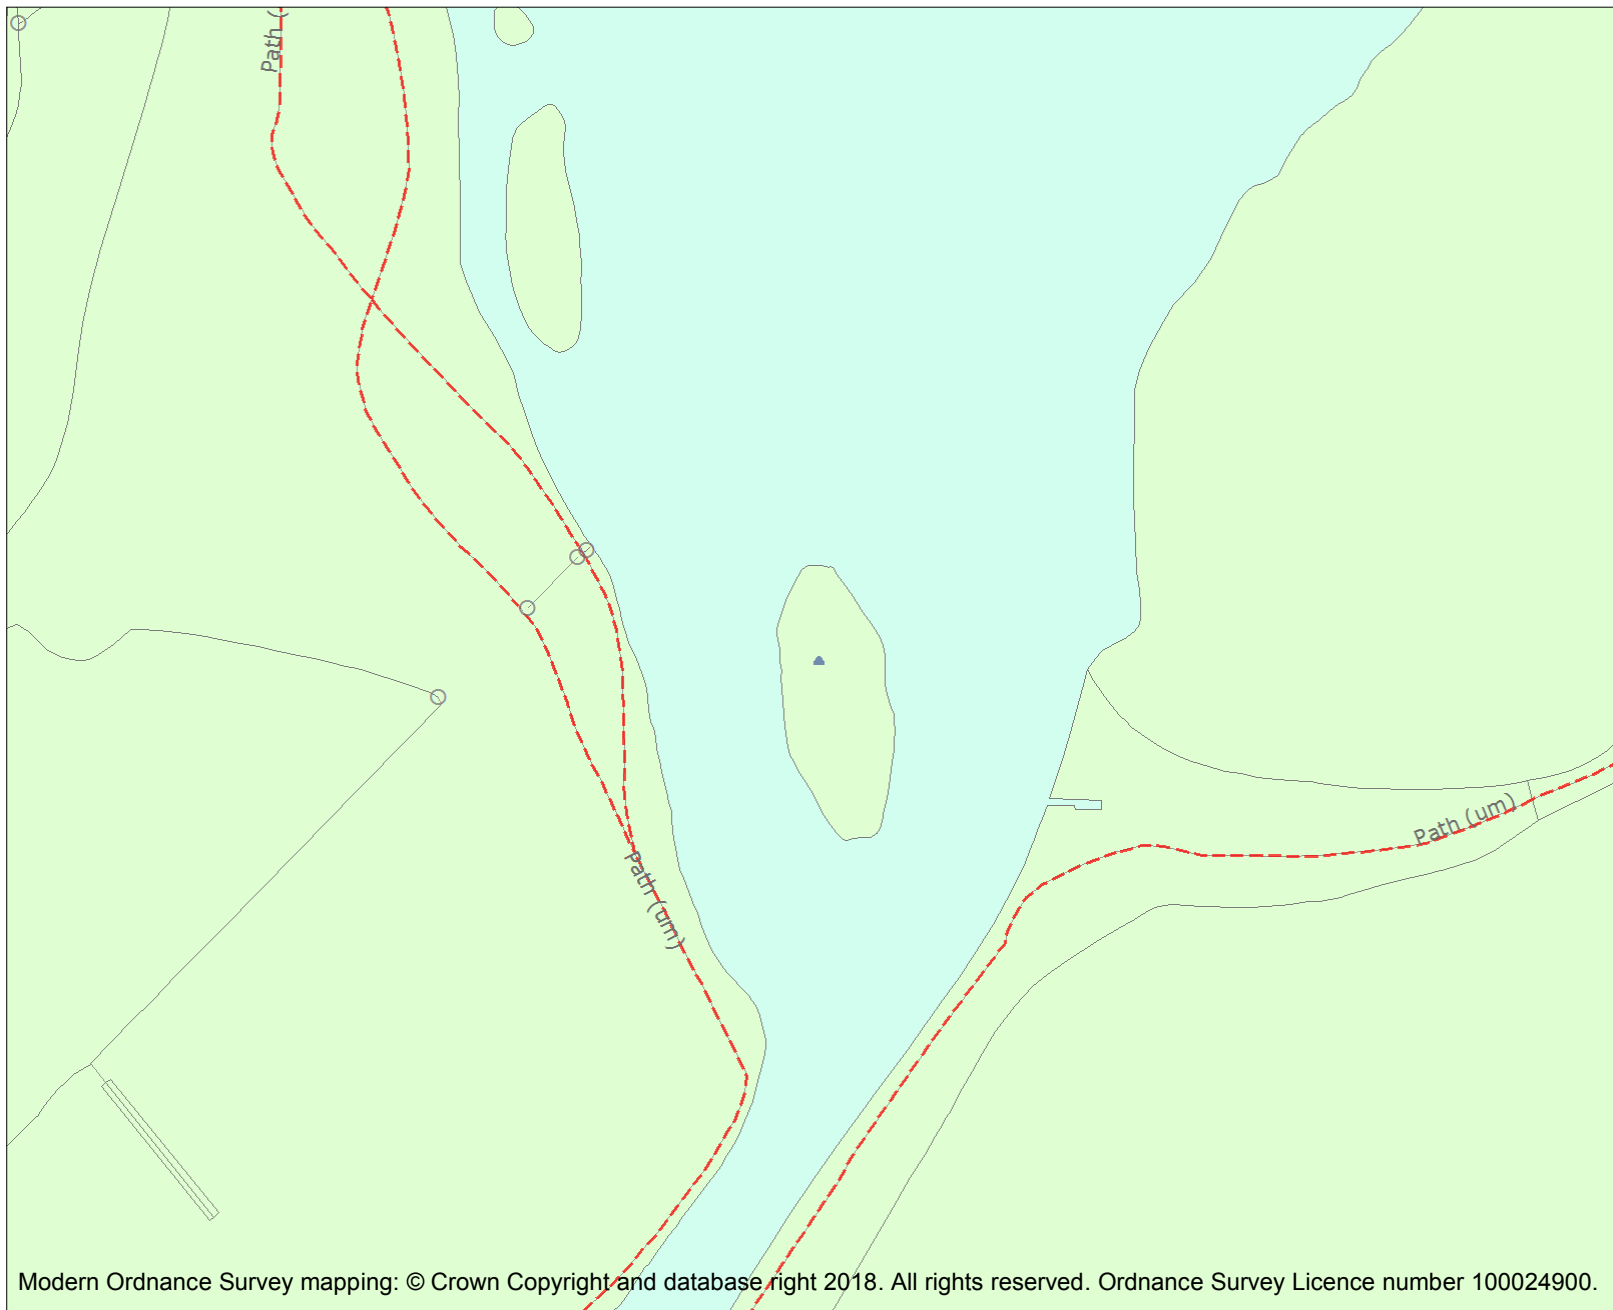 Path (
Path (um)
Path (um)
Modern Ordnance Survey mapping: © Crown Copyright and database right 2018. All rights reserved. Ordnance Survey Licence number 100024900.